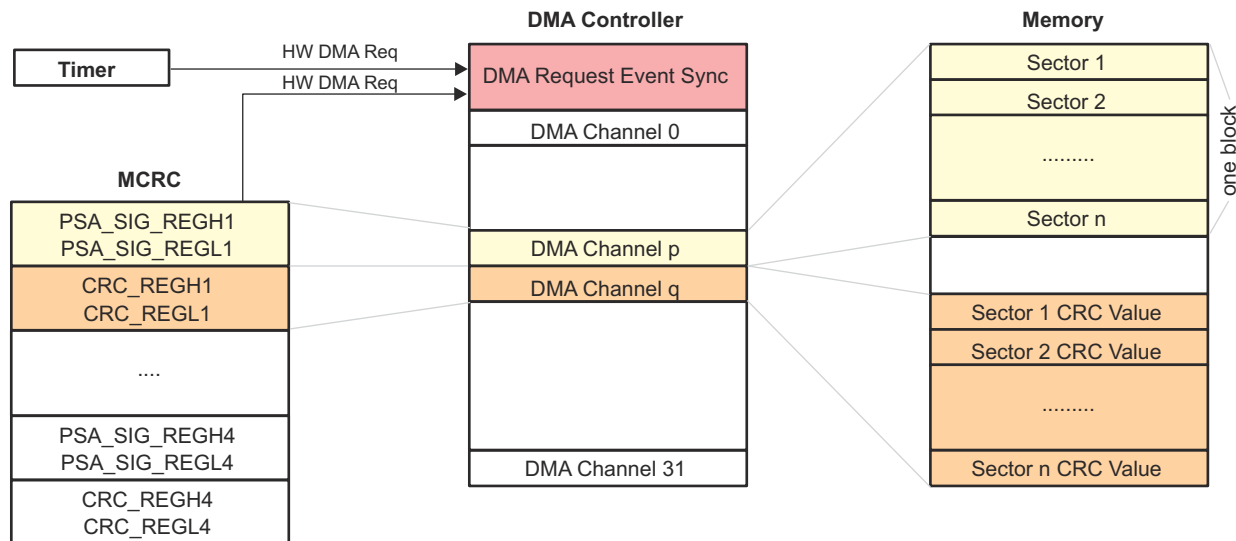 DMA Controller
Memory
Timer
HW DMA Req
HW DMA Req
DMA Request Event Sync
DMA Channel 0
DMA Channel p
DMA Channel q
DMA Channel 31
MCRC
PSA_SIG_REGH1
PSA_SIG_REGL1
CRC_REGH1
CRC_REGL1
....
PSA_SIG_REGH4
PSA_SIG_REGL4
CRC_REGH4
CRC_REGL4
Sector 1
Sector 2
.........
Sector n
one block
Sector 1 CRC Value
Sector 2 CRC Value
.........
Sector n CRC Value